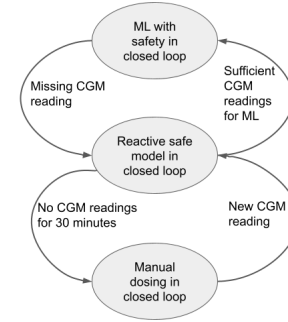 ML with
safety in
closed loop
Missing CGM
reading
Sufficient
CGM
readings
for ML
Reactive safe
model in
closed loop
No CGM readings
for 30 minutes
New CGM
reading
Manual
dosing in
closed loop